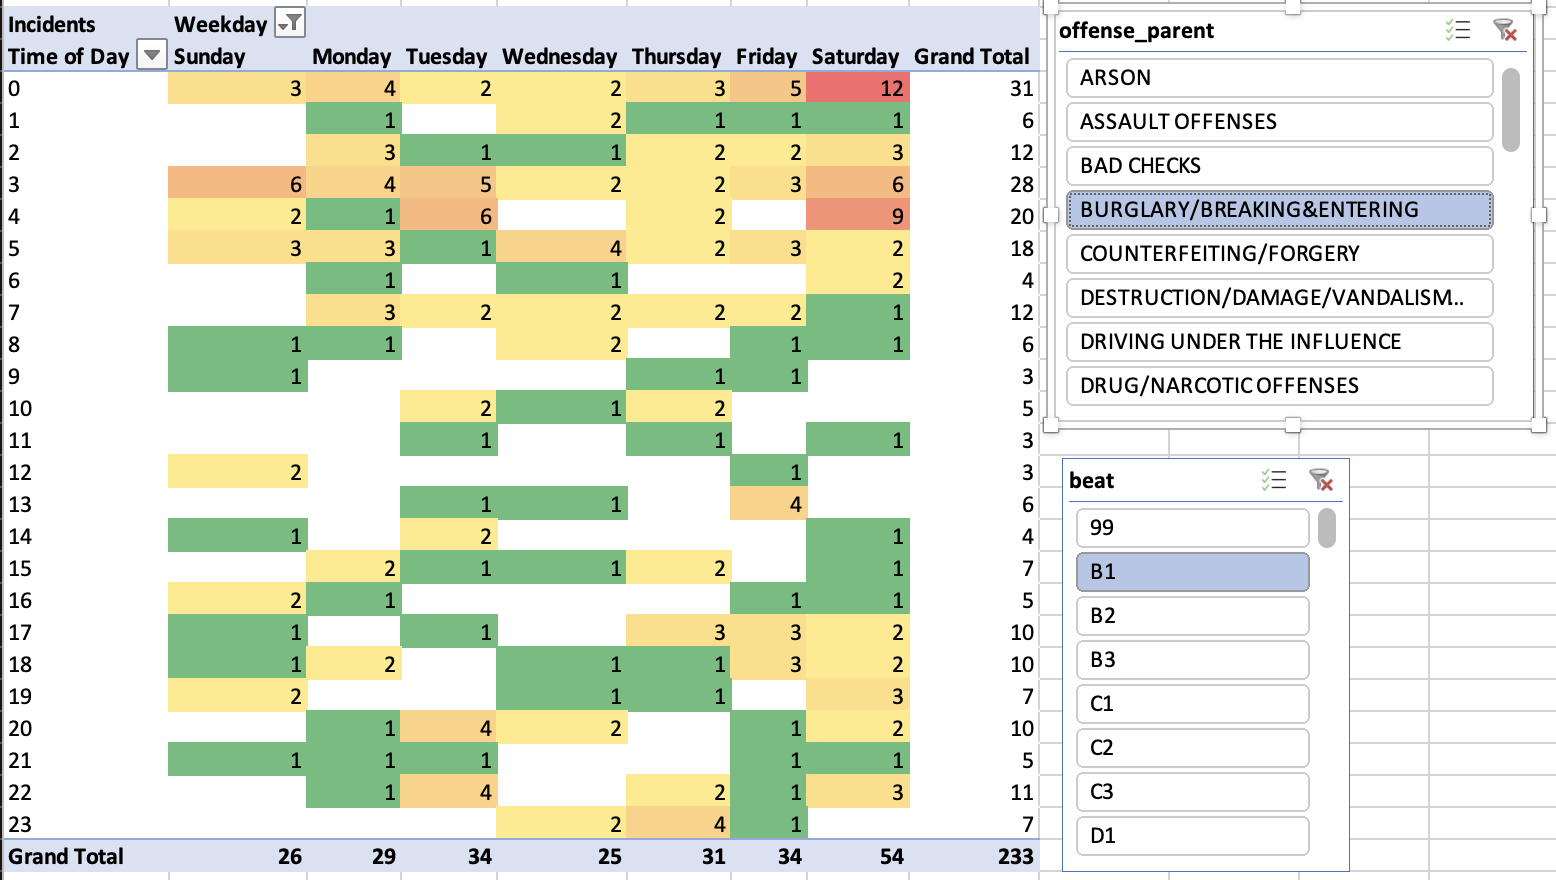 Incidents Weekday
Time of Day Sunday Monday Tuesday Wednesday Thursday Friday Saturday Grand Total
0 3 4 2 2 3 5 12 31
1 1 2 1 1 1 6
2 3 1 1 2 2 3 12
3 6 4 5 2 2 3 6 28
4 2 1 6 2 9 20
5 3 3 1 4 2 3 2 18
6 1 1 2 4
7 3 2 2 2 2 1 12
8 1 1 2 1 1 6
9 1 1 1 3
10 2 1 2 5
11 1 1 1 3
12 2 1 3
13 1 1 4 6
14 1 2 1 4
15 2 1 1 2 1 7
16 2 1 1 1 5
17 1 1 3 3 2 10
18 1 2 1 1 3 2 10
19 2 1 1 3 7
20 1 4 2 1 2 10
21 1 1 1 1 1 5
22 1 4 2 1 3 11
23 2 4 1 7
Grand Total 26 29 34 25 31 34 54 233
offense_parent
ARSON
ASSAULT OFFENSES
BAD CHECKS
BURGLARY/BREAKING&ENTERING
COUNTERFEITING/FORGERY
DESTRUCTION/DAMAGE/VANDALISM...
DRIVING UNDER THE INFLUENCE
DRUG/NARCOTIC OFFENSES
beat
99
B1
B2
B3
C1
C2
C3
D1